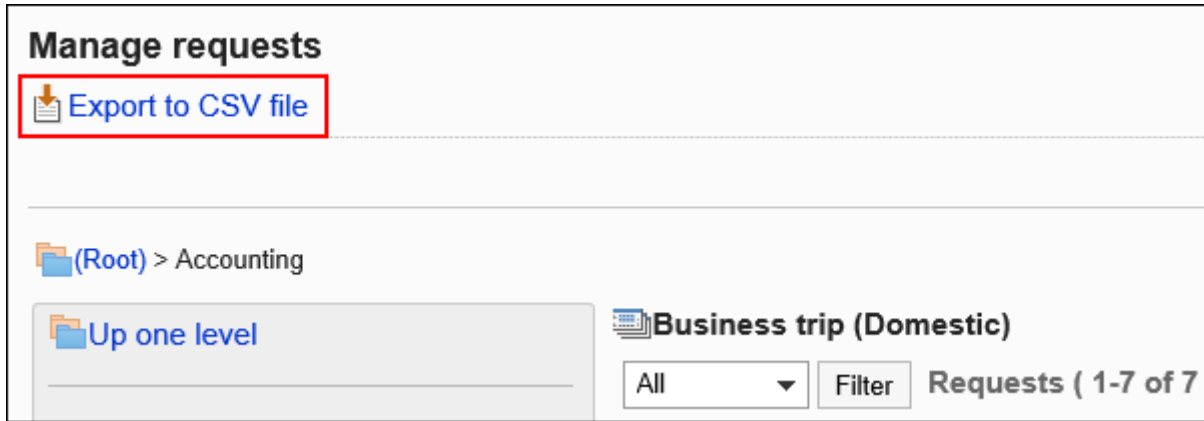 Manage requests
Export to CSV file
(Root) > Accounting
Up one level
Business trip (Domestic)
All Filter Requests ( 1-7 of 7